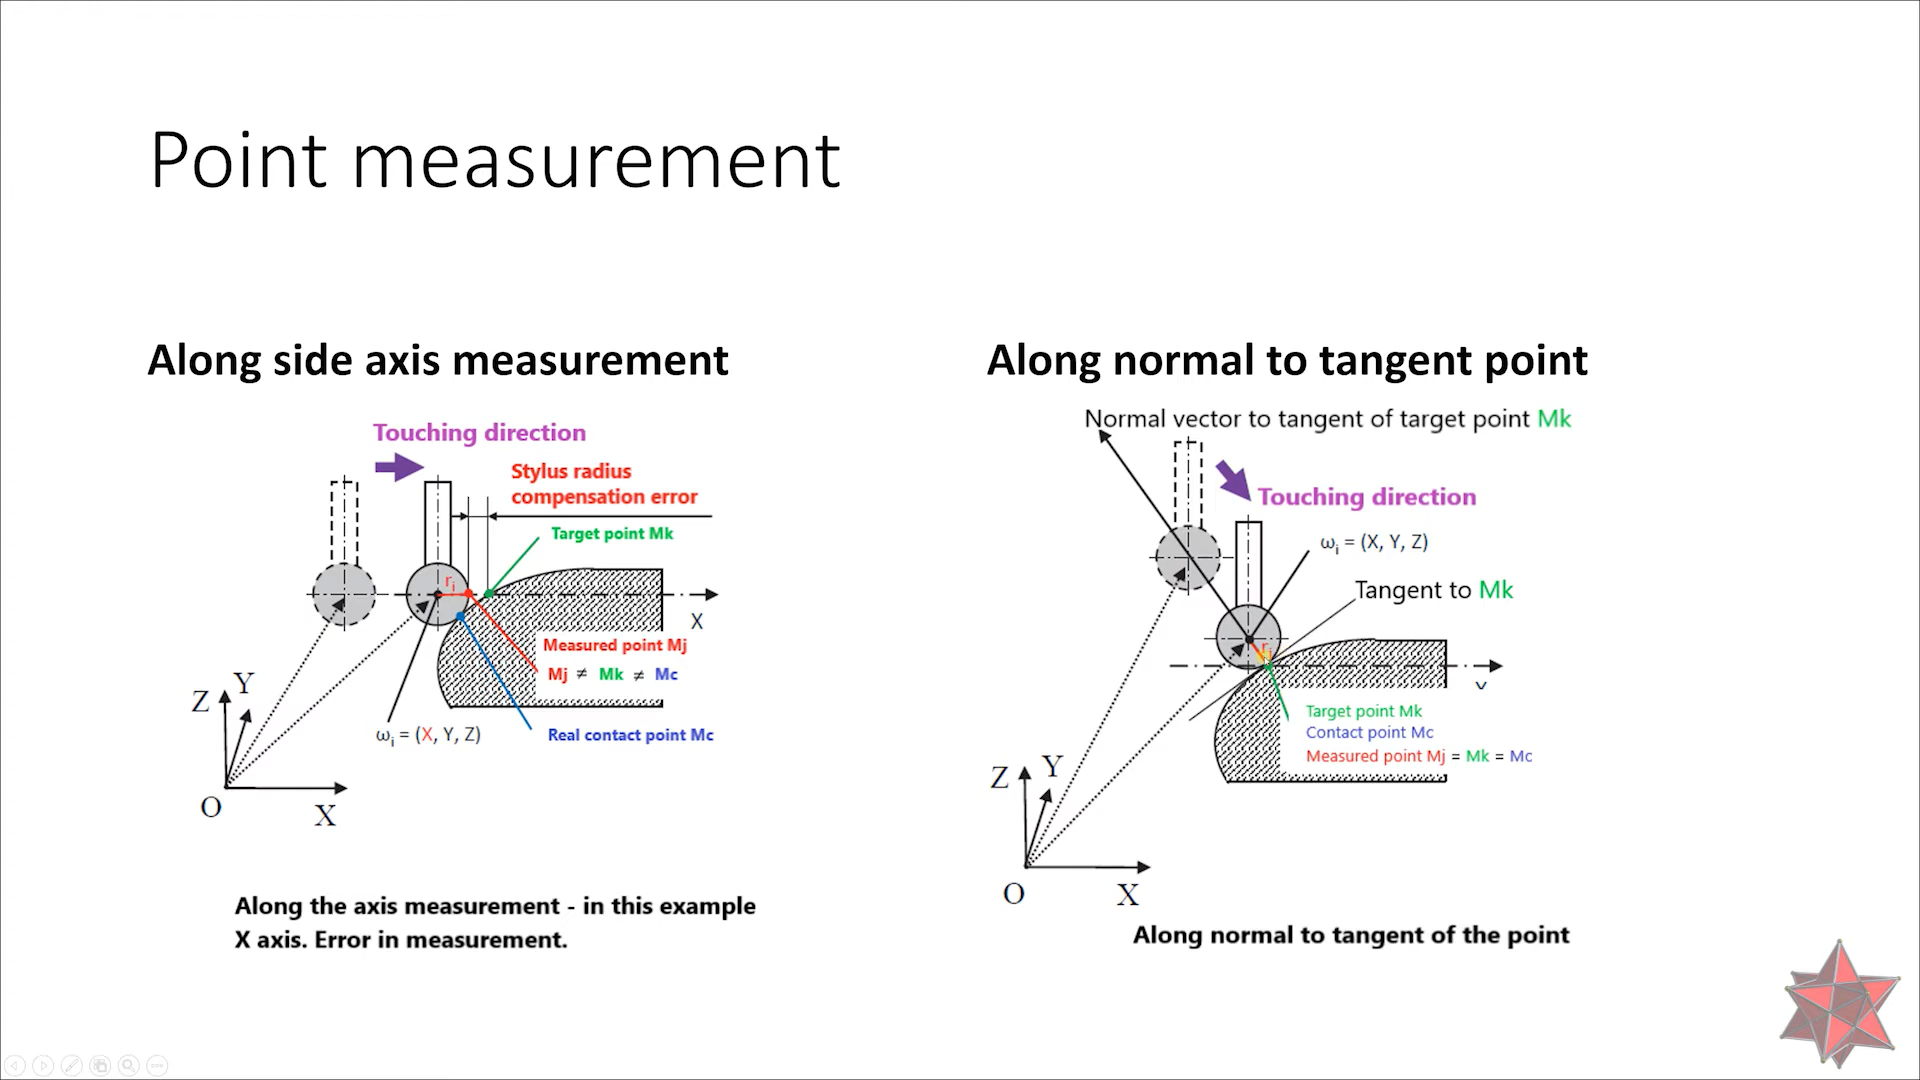 Point measurement
Along side axis measurement
Touching direction
Stylus radius
compensation error
Target point Mk
ri
X
Measured point Mj
Mj ≠ Mk ≠ Mc
Real contact point Mc
ωi = (X, Y, Z)
Z
Y
O
X
Along the axis measurement - in this example
X axis. Error in measurement.
Along normal to tangent point
Normal vector to tangent of target point Mk
Touching direction
ωi = (X, Y, Z)
Tangent to Mk
ri
Target point Mk
Contact point Mc
Measured point Mj = Mk = Mc
Z
Y
O
X
Along normal to tangent of the point